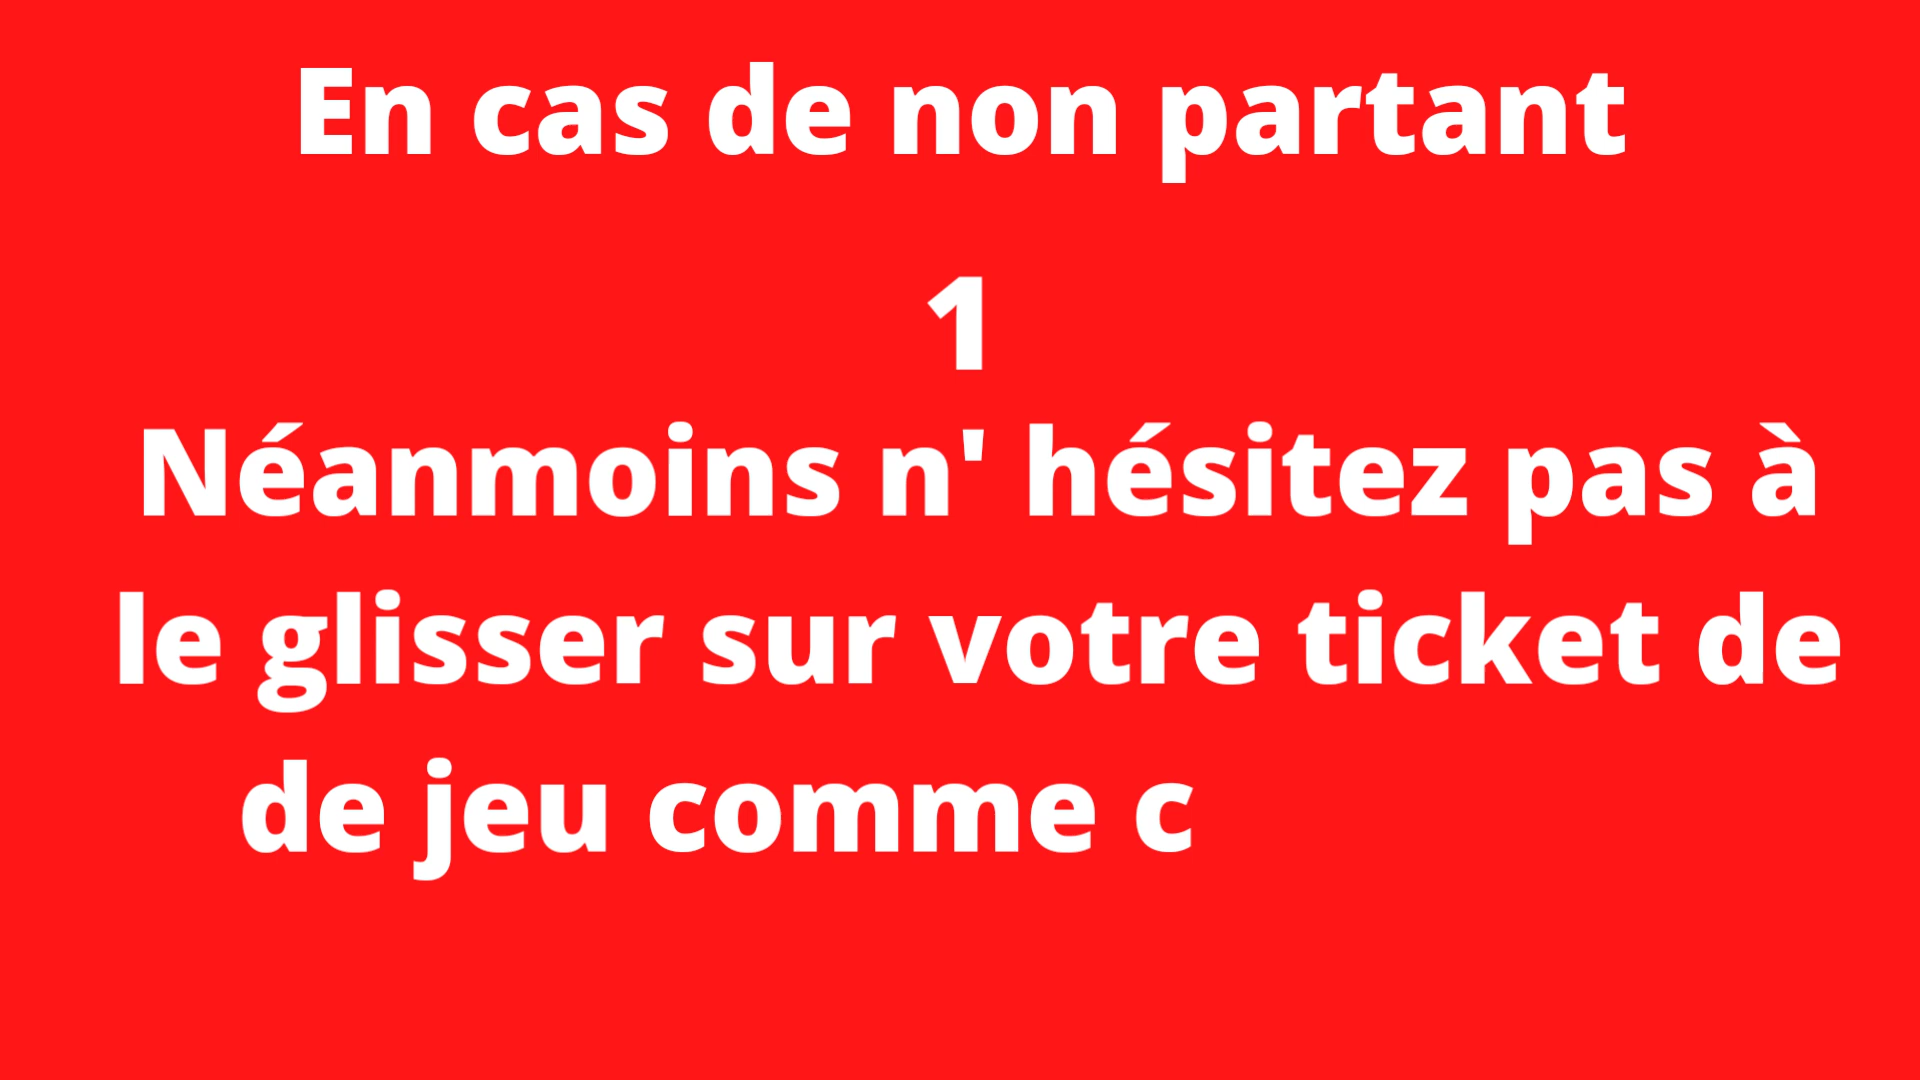 En cas de non partant
1
Néanmoins n' hésitez pas à
le glisser sur votre ticket de
de jeu comme c